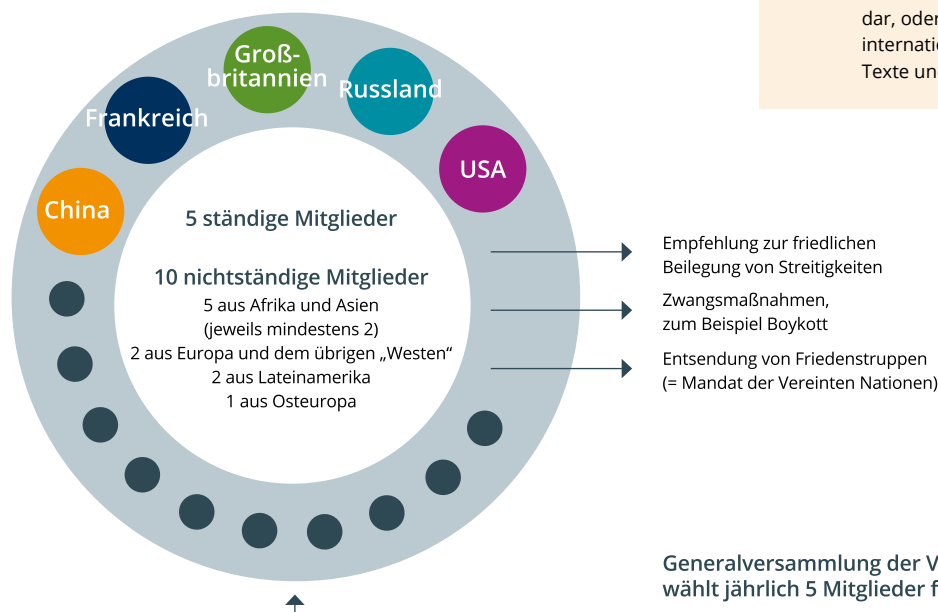 dar, oder
internati
Texte un
Groß-
britannien
Russland
Frankreich
USA
China
5 ständige Mitglieder
10 nichtständige Mitglieder
5 aus Afrika und Asien
(jeweils mindestens 2)
2 aus Europa und dem übrigen „Westen“
2 aus Lateinamerika
1 aus Osteuropa
Empfehlung zur friedlichen
Beilegung von Streitigkeiten
Zwangsmaßnahmen,
zum Beispiel Boykott
Entsendung von Friedenstruppen
(= Mandat der Vereinten Nationen)
Generalversammlung der V
wählt jährlich 5 Mitglieder f